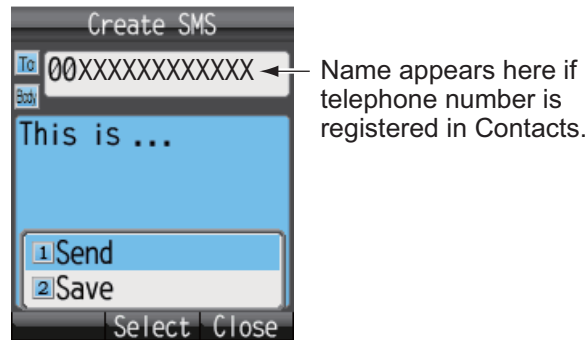 Create SMS
To
00XXXXXXXXXXXX
Body
This is ...
1 Send
2 Save
Select Close
Name appears here if
telephone number is
registered in Contacts.